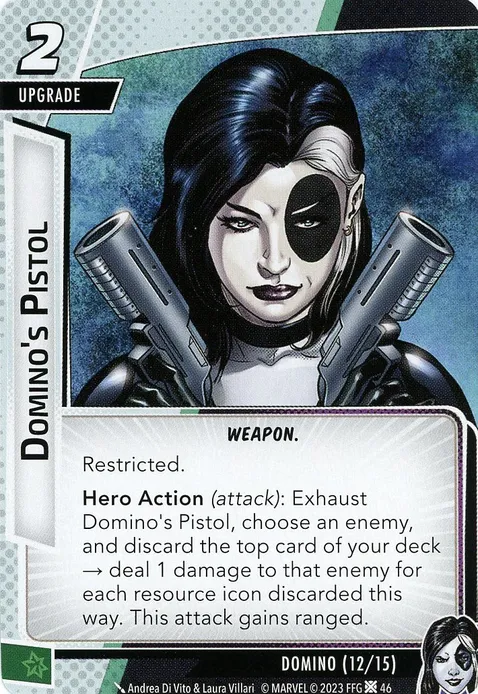 2
UPGRADE
DOMINO'S PISTOL
WEAPON.
Restricted.
Hero Action (attack): Exhaust
Domino's Pistol, choose an enemy,
and discard the top card of your deck
→ deal 1 damage to that enemy for
each resource icon discarded this
way. This attack gains ranged.
DOMINO (12/15)
Andrea Di Vito & Laura Villari © MARVEL © 2023 FFG 46